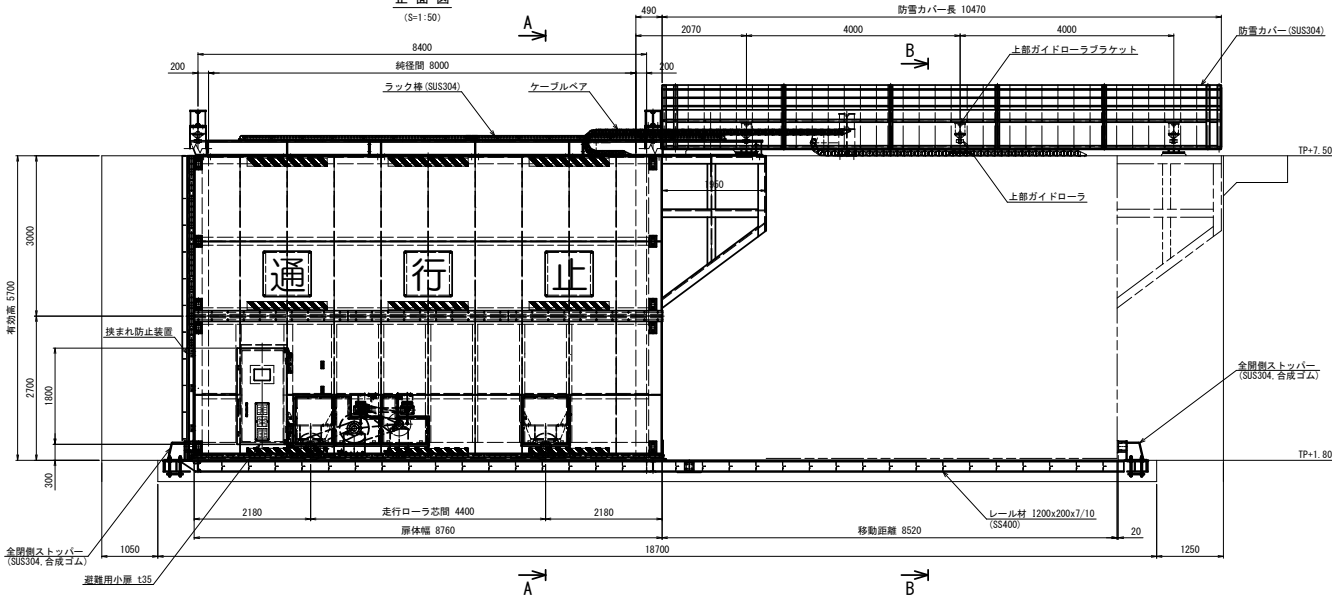 正面図
(S=1:50)
A
490
防雪カバー長 10470
2070
4000
4000
B
上部ガイドローラブラケット
防雪カバー(SUS304)
8400
200
純径間 8000
200
ラック棒(SUS304)
ケーブルベア
TP+7.50
1950
上部ガイドローラ
3000
有効高 5700
通
行
止
挟まれ防止装置
2700
1800
全開側ストッパー
(SUS304,合成ゴム)
300
TP+1.80
2180
走行ローラ芯間 4400
2180
レール材 I200x200x7/10
(SS400)
扉体幅 8760
移動距離 8520
20
全閉側ストッパー
(SUS304,合成ゴム)
1050
18700
1250
避難用小扉 t35
A
B